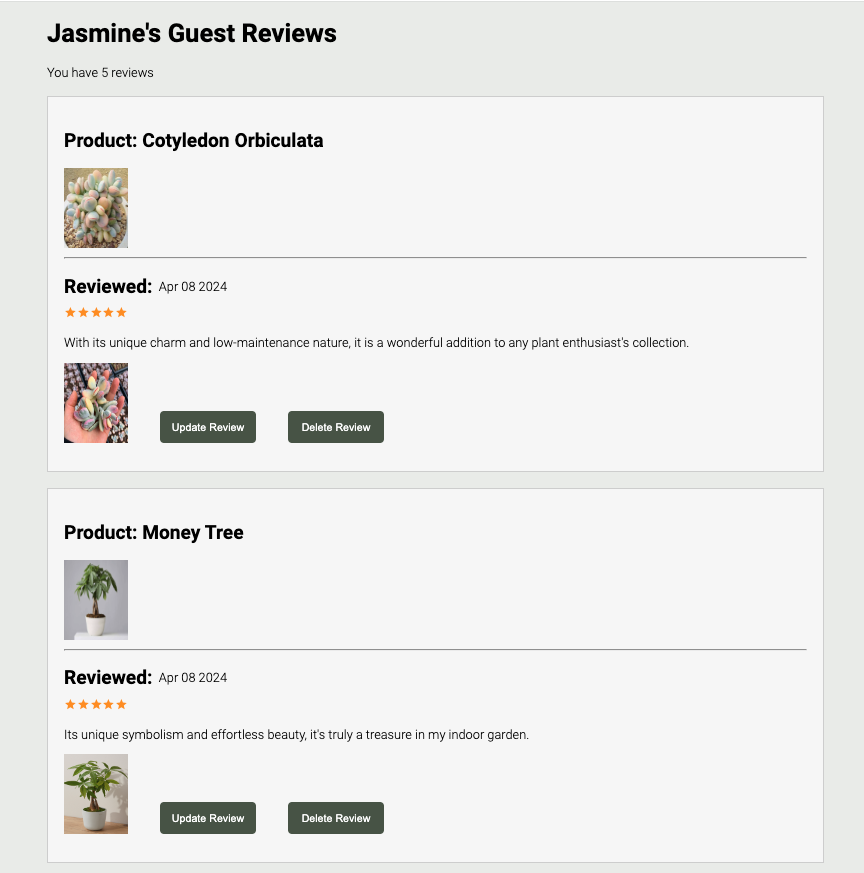 Jasmine's Guest Reviews
You have 5 reviews
Product: Cotyledon Orbiculata
Reviewed: Apr 08 2024
With its unique charm and low-maintenance nature, it is a wonderful addition to any plant enthusiast's collection.
Update Review Delete Review
Product: Money Tree
Reviewed: Apr 08 2024
Its unique symbolism and effortless beauty, it's truly a treasure in my indoor garden.
Update Review Delete Review